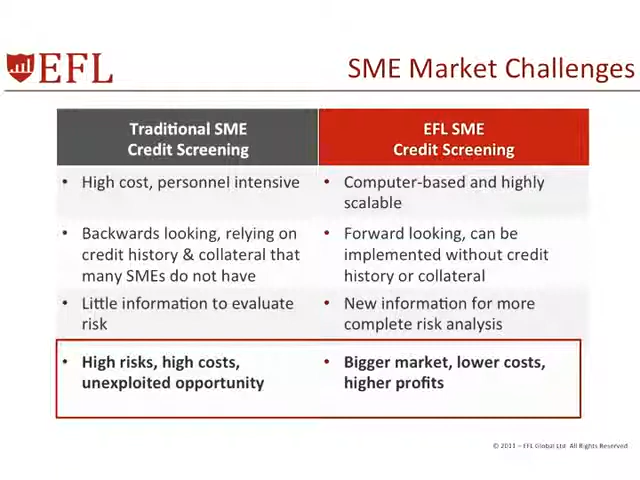 EFL
SME Market Challenges
Traditional SME
Credit Screening
EFL SME
Credit Screening
• High cost, personnel intensive
• Computer-based and highly
scalable
• Backwards looking, relying on
credit history & collateral that
many SMEs do not have
• Forward looking, can be
implemented without credit
history or collateral
• Little information to evaluate
risk
• New information for more
complete risk analysis
• High risks, high costs,
unexploited opportunity
• Bigger market, lower costs,
higher profits
© 2011 – EFL Global Ltd. All Rights Reserved.